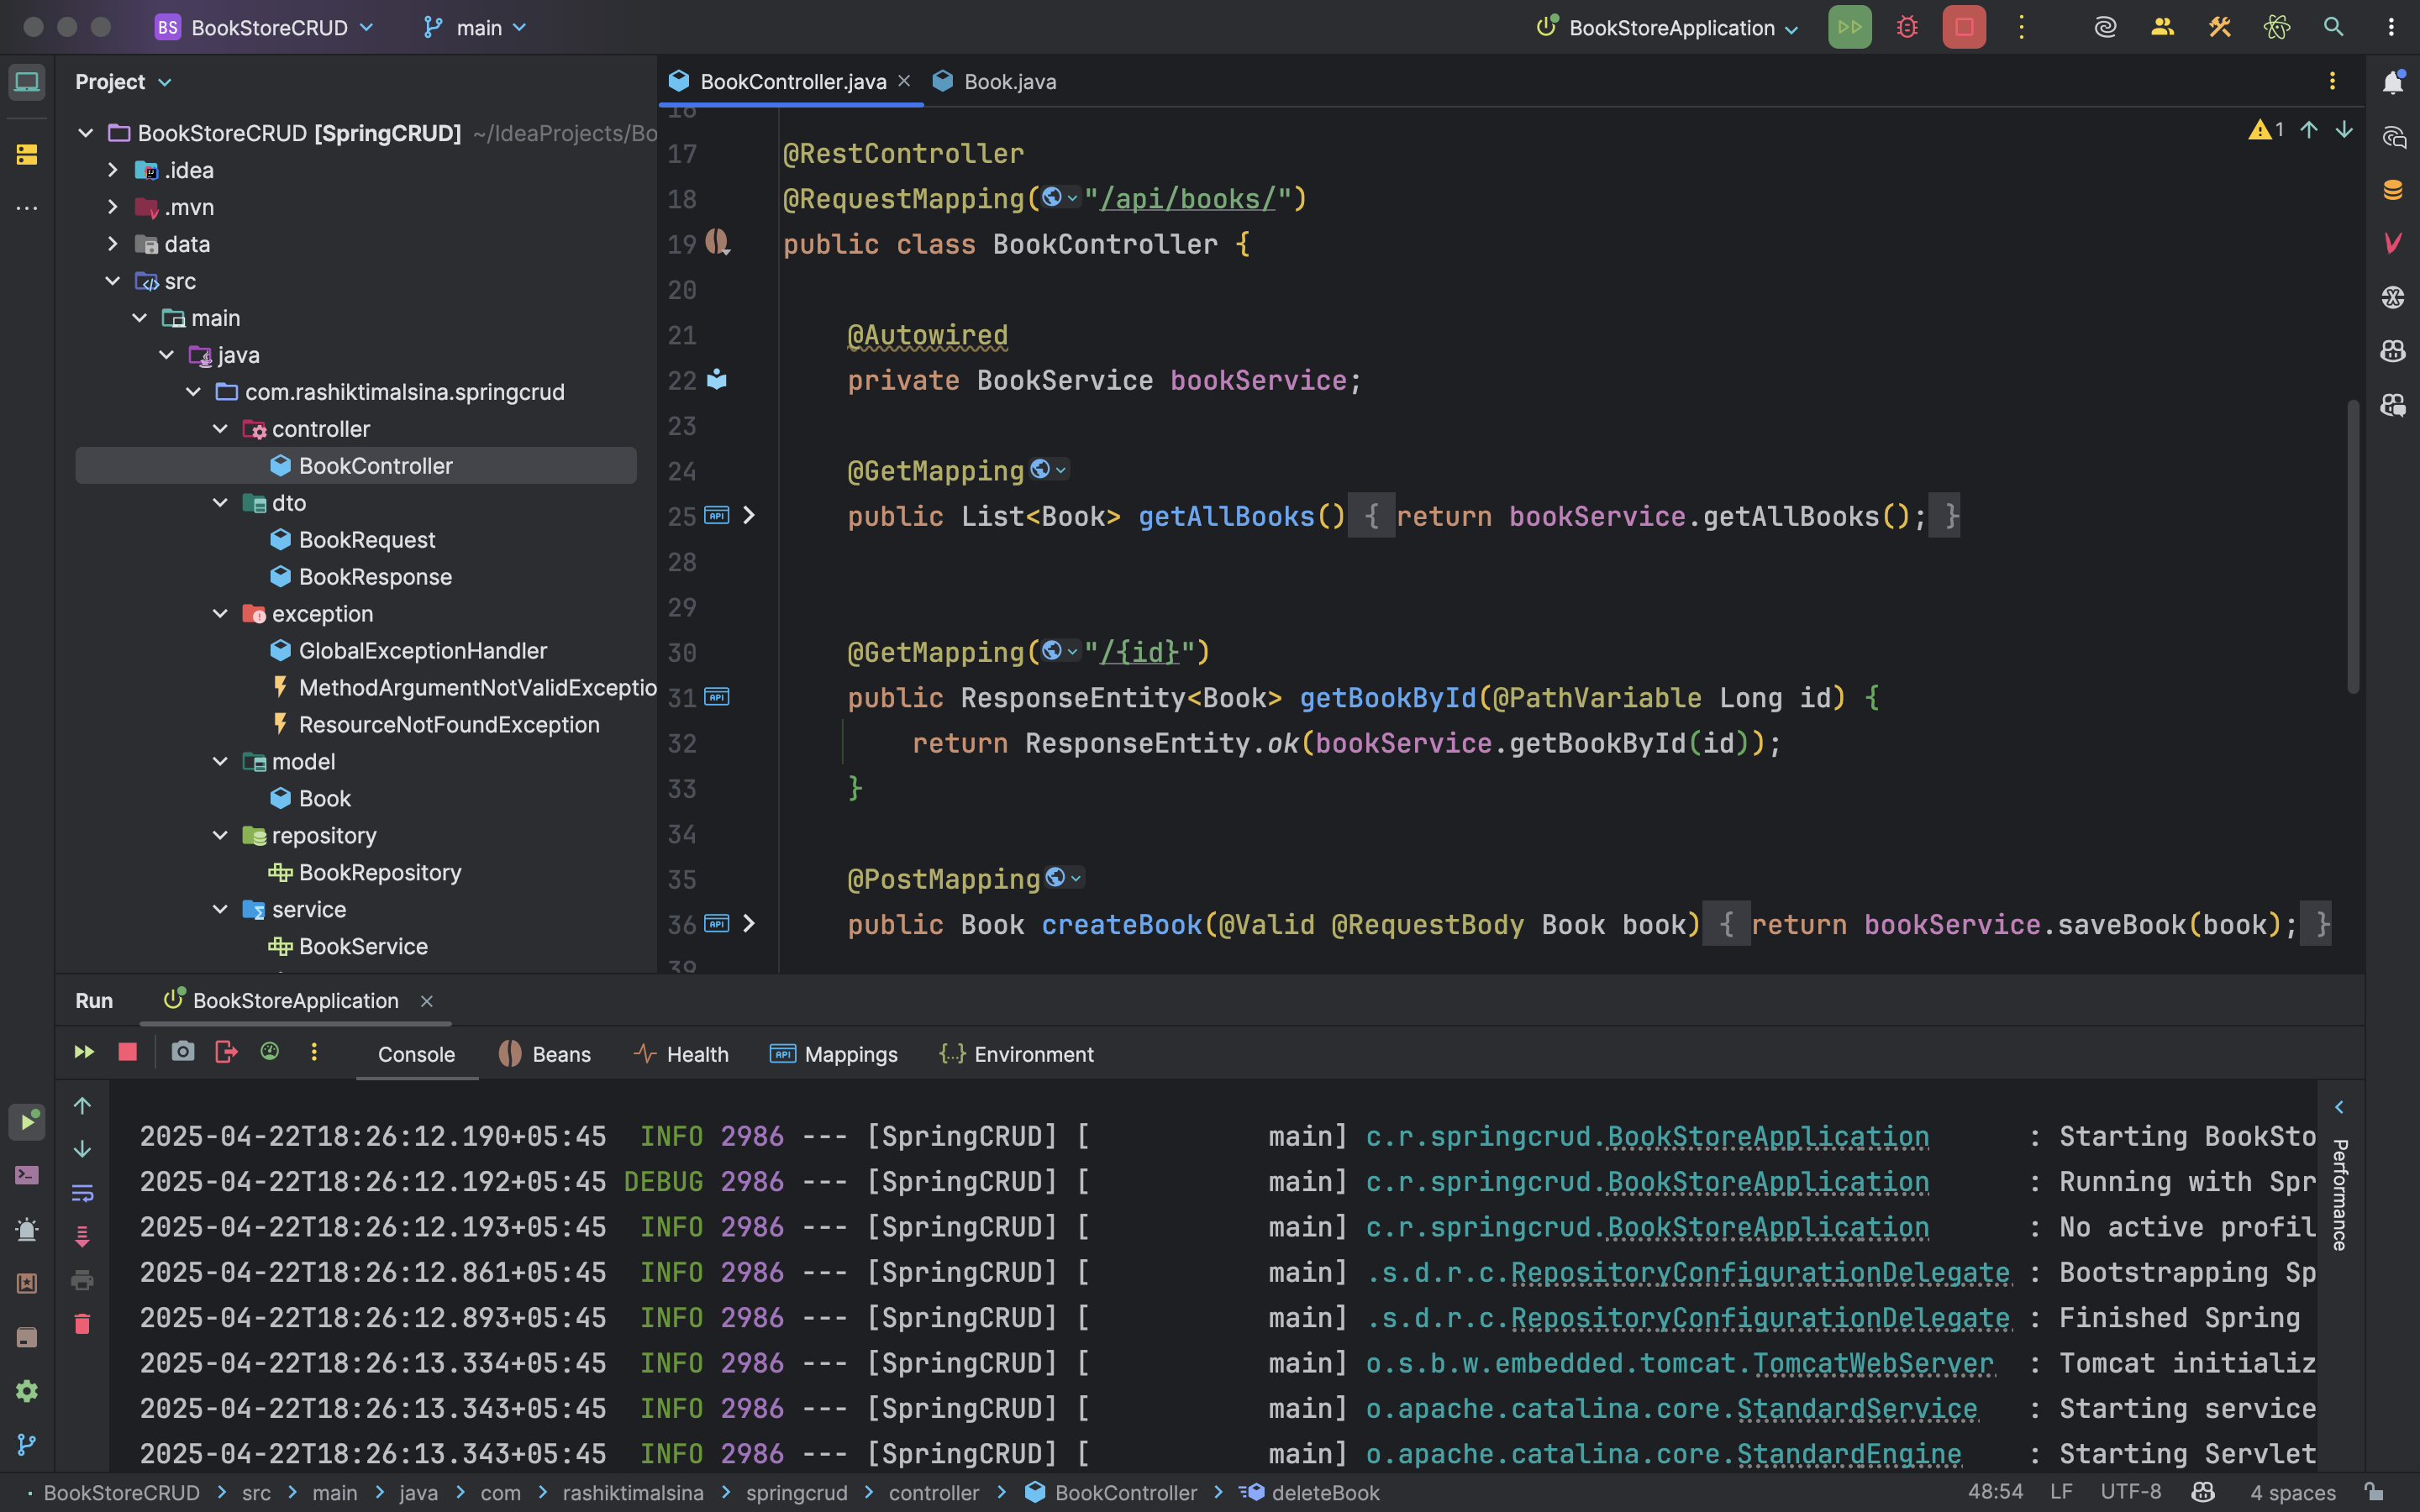 BS BookStoreCRUD main BookStoreApplication
Project
BookStoreCRUD [SpringCRUD] ~/IdeaProjects/Bo
.idea
.mvn
data
src
main
java
com.rashiktimalsina.springcrud
controller
BookController
dto
BookRequest
BookResponse
exception
GlobalExceptionHandler
MethodArgumentNotValidExceptio
ResourceNotFoundException
model
Book
repository
BookRepository
service
BookService
BookController.java Book.java
1
16
17 @RestController
18 @RequestMapping("/api/books/")
19 public class BookController {
20
21 @Autowired
22 private BookService bookService;
23
24 @GetMapping
25 API public List<Book> getAllBooks() { return bookService.getAllBooks(); }
28
29
30 @GetMapping("/{id}")
31 API public ResponseEntity<Book> getBookById(@PathVariable Long id) {
32 return ResponseEntity.ok(bookService.getBookById(id));
33 }
34
35 @PostMapping
36 API public Book createBook(@Valid @RequestBody Book book) { return bookService.saveBook(book); }
39
Run BookStoreApplication
Console Beans Health API Mappings {..} Environment
2025-04-22T18:26:12.190+05:45 INFO 2986 --- [SpringCRUD] [ main] c.r.springcrud.BookStoreApplication : Starting BookSto
2025-04-22T18:26:12.192+05:45 DEBUG 2986 --- [SpringCRUD] [ main] c.r.springcrud.BookStoreApplication : Running with Spr
2025-04-22T18:26:12.193+05:45 INFO 2986 --- [SpringCRUD] [ main] c.r.springcrud.BookStoreApplication : No active profil
2025-04-22T18:26:12.861+05:45 INFO 2986 --- [SpringCRUD] [ main] .s.d.r.c.RepositoryConfigurationDelegate : Bootstrapping Sp
2025-04-22T18:26:12.893+05:45 INFO 2986 --- [SpringCRUD] [ main] .s.d.r.c.RepositoryConfigurationDelegate : Finished Spring
2025-04-22T18:26:13.334+05:45 INFO 2986 --- [SpringCRUD] [ main] o.s.b.w.embedded.tomcat.TomcatWebServer : Tomcat initializ
2025-04-22T18:26:13.343+05:45 INFO 2986 --- [SpringCRUD] [ main] o.apache.catalina.core.StandardService : Starting service
2025-04-22T18:26:13.343+05:45 INFO 2986 --- [SpringCRUD] [ main] o.apache.catalina.core.StandardEngine : Starting Servlet
Performance
BookStoreCRUD > src > main > java > com > rashiktimalsina > springcrud > controller > BookController > deleteBook 48:54 LF UTF-8 4 spaces